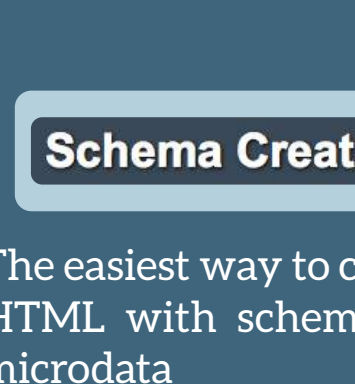 Schema Creat
The easiest way to c
HTML with schem
microdata